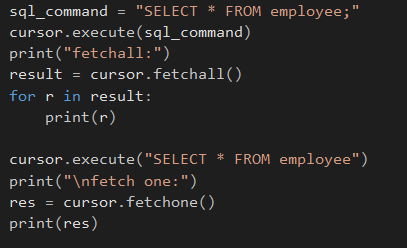 sql_command = "SELECT * FROM employee;"
cursor.execute(sql_command)
print("fetchall:")
result = cursor.fetchall()
for r in result:
    print(r)

cursor.execute("SELECT * FROM employee")
print("\nfetch one:")
res = cursor.fetchone()
print(res)